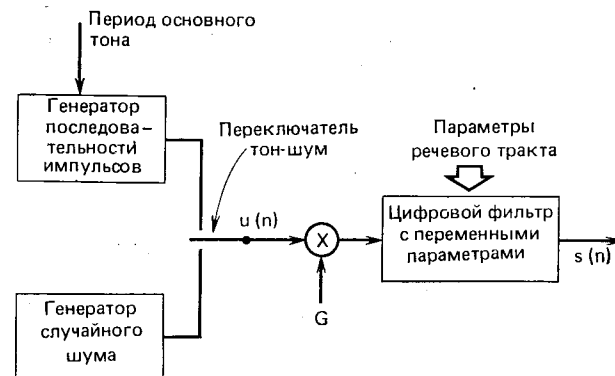 Период основного
тона
Генератор
последова-
тельности
импульсов
Переключатель
тон-шум
u (n)
X
G
Генератор
случайного
шума
Параметры
речевого тракта
Цифровой фильтр
с переменными
параметрами
s (n)